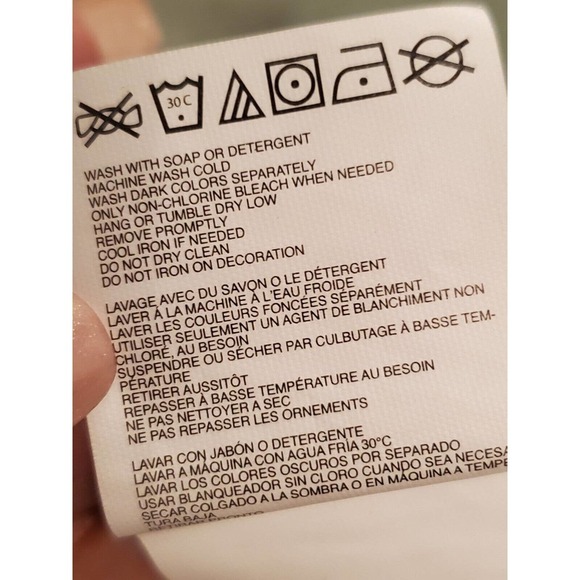 30 C
WASH WITH SOAP OR DETERGENT
MACHINE WASH COLD
WASH DARK COLORS SEPARATELY
ONLY NON-CHLORINE BLEACH WHEN NEEDED
HANG OR TUMBLE DRY LOW
REMOVE PROMPTLY
COOL IRON IF NEEDED
DO NOT DRY CLEAN
DO NOT IRON ON DECORATION
LAVAGE AVEC DU SAVON O LE DÉTERGENT
LAVER À LA MACHINE À L'EAU FROIDE
LAVER LES COULEURS FONCÉES SÉPARÉMENT
UTILISER SEULEMENT UN AGENT DE BLANCHIMENT NON
CHLORÉ, AU BESOIN
SUSPENDRE OU SÉCHER PAR CULBUTAGE À BASSE TEM-
PÉRATURE
RETIRER AUSSITÔT
REPASSER À BASSE TEMPÉRATURE AU BESOIN
NE PAS NETTOYER A SEC
NE PAS REPASSER LES ORNEMENTS
LAVAR CON JABÓN O DETERGENTE
LAVAR A MÁQUINA CON AGUA FRÍA 30°C
LAVAR LOS COLORES OSCUROS POR SEPARADO
USAR BLANQUEADOR SIN CLORO CUANDO SEA NECESA
SECAR COLGADO A LA SOMBRA O EN MÁQUINA A TEMPE
TURA BAJA